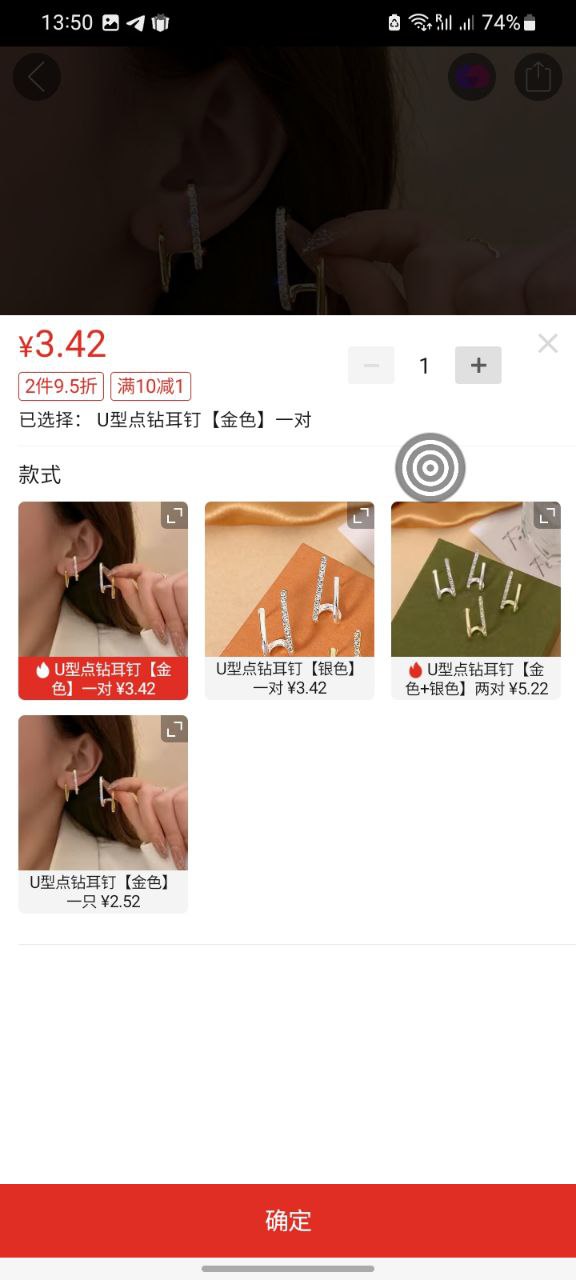 13:50
74%
¥3.42
1
2件9.5折 满10减1
已选择： U型点钻耳钉【金色】一对
款式
U型点钻耳钉【金
色】一对 ¥3.42
U型点钻耳钉【银色】
一对 ¥3.42
U型点钻耳钉【金
色+银色】两对 ¥5.22
U型点钻耳钉【金色】
一只 ¥2.52
确定